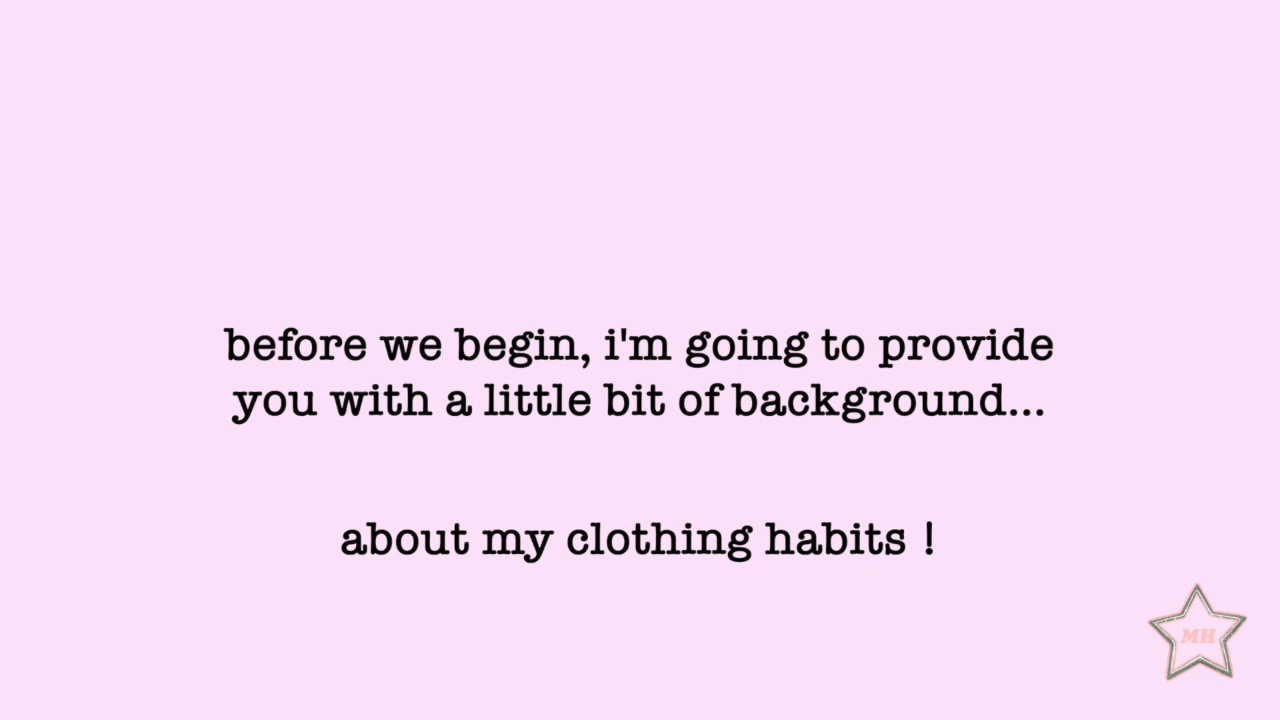 before we begin, i'm going to provide
you with a little bit of background...
about my clothing habits !
MH